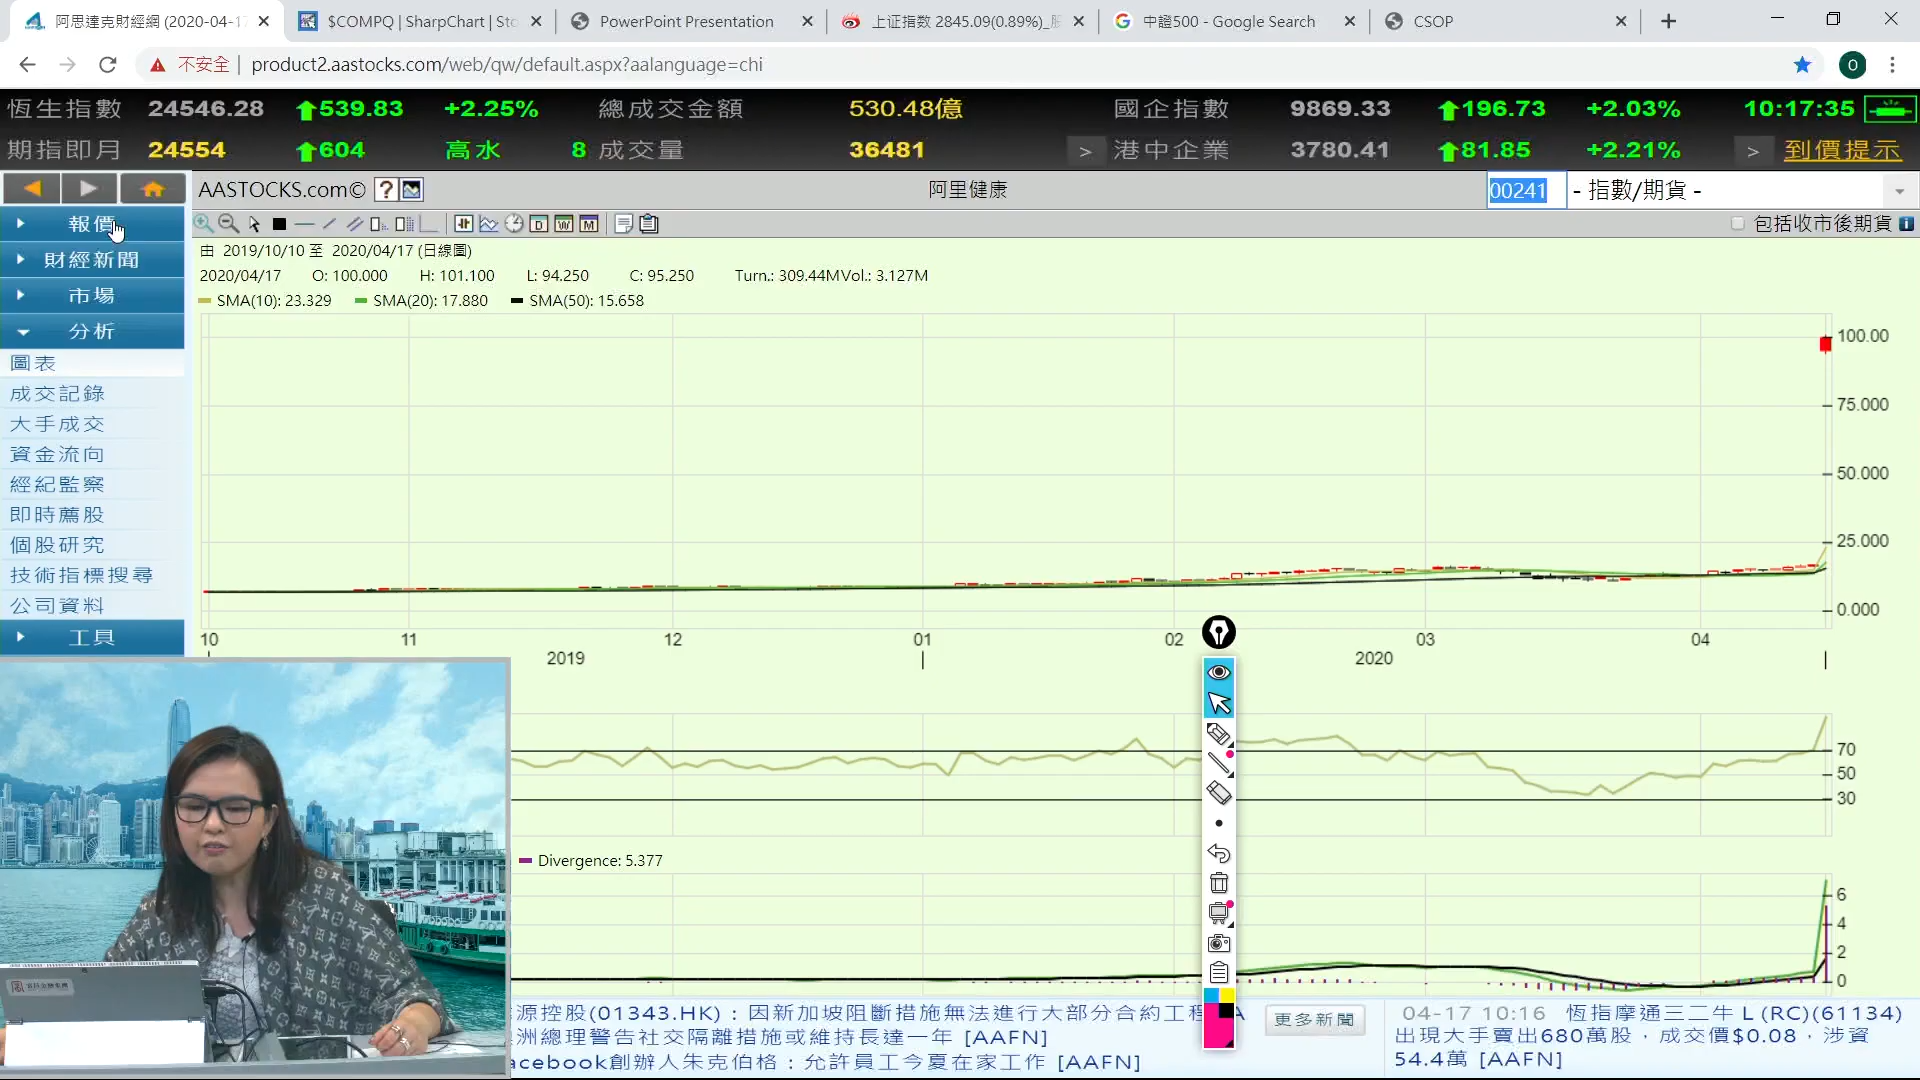 阿思達克財經網 (2020-04-17
$COMPQ | SharpChart | Sto
PowerPoint Presentation
上证指数 2845.09(0.89%)_
中證500 - Google Search
CSOP
不安全
product2.aastocks.com/web/qw/default.aspx?aalanguage=chi
O
恆生指數 24546.28 539.83 +2.25% 總成交金額 530.48億 國企指數 9869.33 196.73 +2.03% 10:17:35
期指即月 24554 604 高水 8 成交量 36481 > 港中企業 3780.41 81.85 +2.21% > 到價提示
AASTOCKS.com© ? 阿里健康 00241 - 指數/期貨 -
報價
財經新聞
市場
分析
圖表
成交記錄
大手成交
資金流向
經紀監察
即時薦股
個股研究
技術指標搜尋
公司資料
工具
D W M
包括收市後期貨 i
由 2019/10/10 至 2020/04/17 (日線圖)
2020/04/17 O: 100.000 H: 101.100 L: 94.250 C: 95.250 Turn.: 309.44MVol.: 3.127M
SMA(10): 23.329 SMA(20): 17.880 SMA(50): 15.658
100.00
75.000
50.000
25.000
0.000
10 11 12 01 02 03 04
2019 2020
70
50
30
Divergence: 5.377
6
4
2
0
源控股(01343.HK)：因新加坡阻斷措施無法進行大部分合約工程
洲總理警告社交隔離措施或維持長達一年 [AAFN]
acebook創辦人朱克伯格：允許員工今夏在家工作 [AAFN]
更多新聞
04-17 10:16 恆指摩通三二牛 L (RC)(61134)
出現大手賣出680萬股，成交價$0.08，涉資
54.4萬 [AAFN]